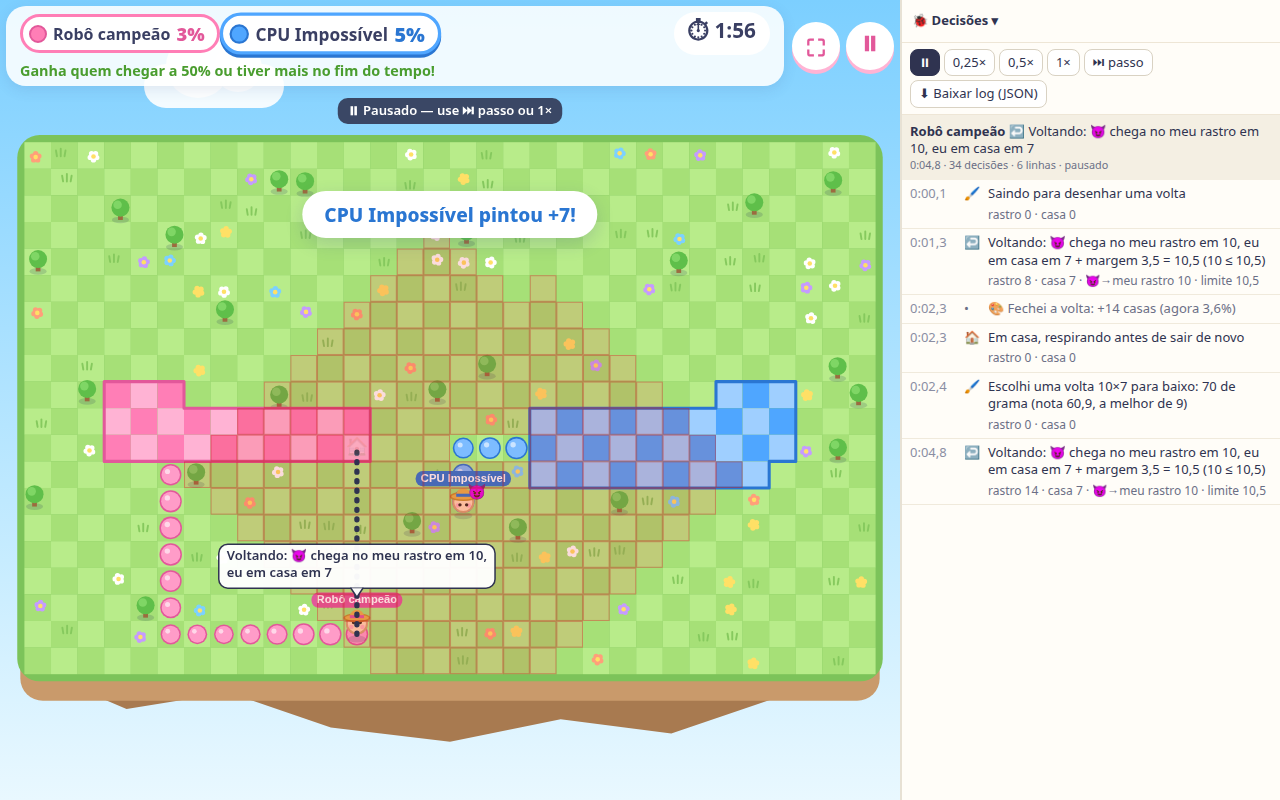 Robô campeão 3%
CPU Impossível 5%
1:56
Ganha quem chegar a 50% ou tiver mais no fim do tempo!
Pausado — use ⏭ passo ou 1×
CPU Impossível pintou +7!
CPU Impossível
Voltando: 😈 chega no meu rastro em 10,
eu em casa em 7
Robô campeão
🐞 Decisões ▾
⏸ 0,25× 0,5× 1× ⏭ passo
⬇ Baixar log (JSON)
Robô campeão ↩️ Voltando: 😈 chega no meu rastro em
10, eu em casa em 7
0:04,8 · 34 decisões · 6 linhas · pausado
0:00,1 🖌️ Saindo para desenhar uma volta
rastro 0 · casa 0
0:01,3 ↩️ Voltando: 😈 chega no meu rastro em 10, eu
em casa em 7 + margem 3,5 = 10,5 (10 ≤ 10,5)
rastro 8 · casa 7 · 😈→meu rastro 10 · limite 10,5
0:02,3 • 🎨 Fechei a volta: +14 casas (agora 3,6%)
0:02,3 🏠 Em casa, respirando antes de sair de novo
rastro 0 · casa 0
0:02,4 🖌️ Escolhi uma volta 10×7 para baixo: 70 de
grama (nota 60,9, a melhor de 9)
rastro 0 · casa 0
0:04,8 ↩️ Voltando: 😈 chega no meu rastro em 10, eu
em casa em 7 + margem 3,5 = 10,5 (10 ≤ 10,5)
rastro 14 · casa 7 · 😈→meu rastro 10 · limite 10,5